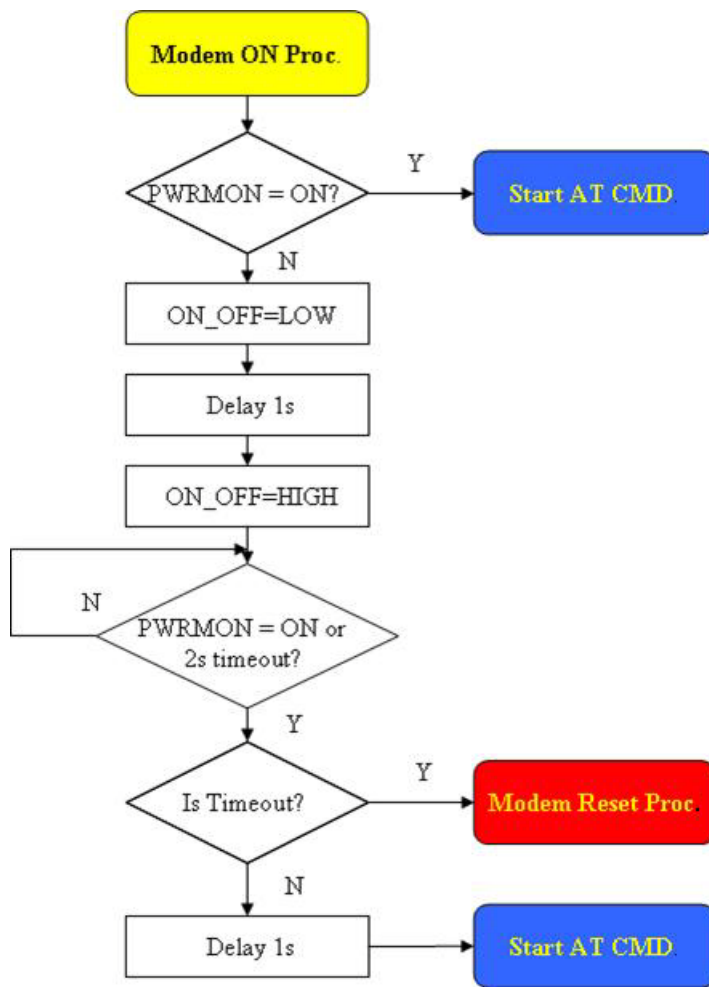 Modem ON Proc.
PWRMON = ON?
Y
Start AT CMD.
N
ON_OFF=LOW
Delay 1s
ON_OFF=HIGH
N
PWRMON = ON or
2s timeout?
Y
Is Timeout?
Y
Modem Reset Proc.
N
Delay 1s
Start AT CMD.